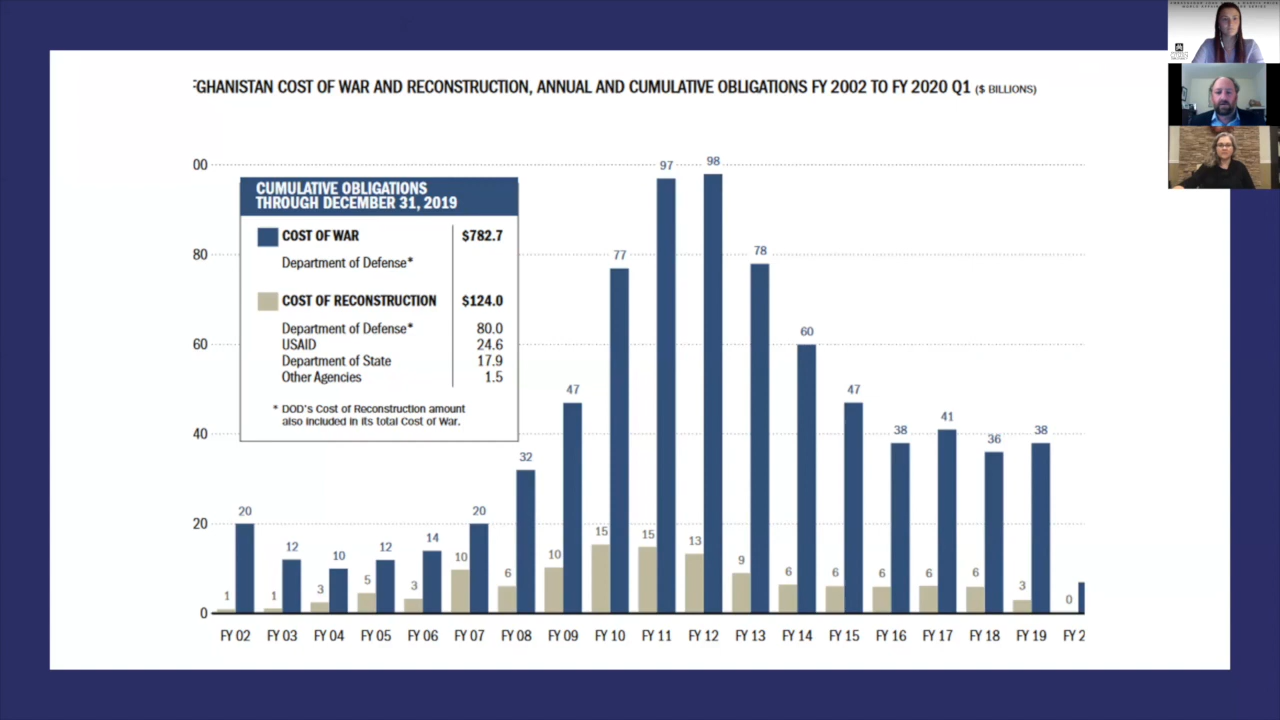 GHANISTAN COST OF WAR AND RECONSTRUCTION, ANNUAL AND CUMULATIVE OBLIGATIONS FY 2002 TO FY 2020 Q1 ($ BILLIONS)
CUMULATIVE OBLIGATIONS
THROUGH DECEMBER 31, 2019
COST OF WAR $782.7
Department of Defense*
COST OF RECONSTRUCTION $124.0
Department of Defense* 80.0
USAID 24.6
Department of State 17.9
Other Agencies 1.5
* DOD's Cost of Reconstruction amount
also included in its total Cost of War.
00
80
60
40
20
0
1 20
1 12
3 10
5 12
3 14
10 20
6 32
10 47
15 77
15 97
13 98
9 78
6 60
6 47
6 38
6 41
6 36
3 38
0
FY 02 FY 03 FY 04 FY 05 FY 06 FY 07 FY 08 FY 09 FY 10 FY 11 FY 12 FY 13 FY 14 FY 15 FY 16 FY 17 FY 18 FY 19 FY 2